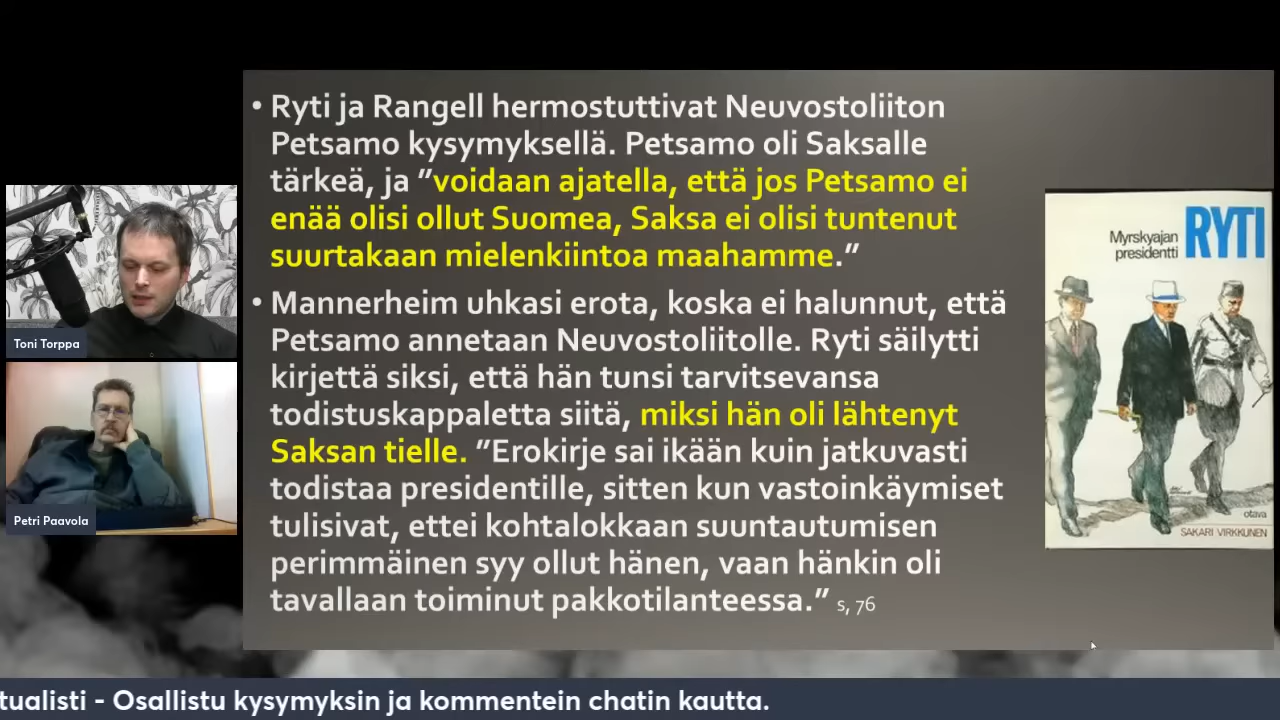 • Ryti ja Rangell hermostuttivat Neuvostoliiton
Petsamo kysymyksellä. Petsamo oli Saksalle
tärkeä, ja ”voidaan ajatella, että jos Petsamo ei
enää olisi ollut Suomea, Saksa ei olisi tuntenut
suurtakaan mielenkiintoa maahamme.”
• Mannerheim uhkasi erota, koska ei halunnut, että
Petsamo annetaan Neuvostoliitolle. Ryti säilytti
kirjettä siksi, että hän tunsi tarvitsevansa
todistuskappaletta siitä, miksi hän oli lähtenyt
Saksan tielle. ”Erokirje sai ikään kuin jatkuvasti
todistaa presidentille, sitten kun vastoinkäymiset
tulisivat, ettei kohtalokkaan suuntautumisen
perimmäinen syy ollut hänen, vaan hänkin oli
tavallaan toiminut pakkotilanteessa.” s, 76
Myrskyajan
presidentti
RYTI
otava
SAKARI VIRKKUNEN
Toni Torppa
Petri Paavola
tualisti - Osallistu kysymyksin ja kommentein chatin kautta.